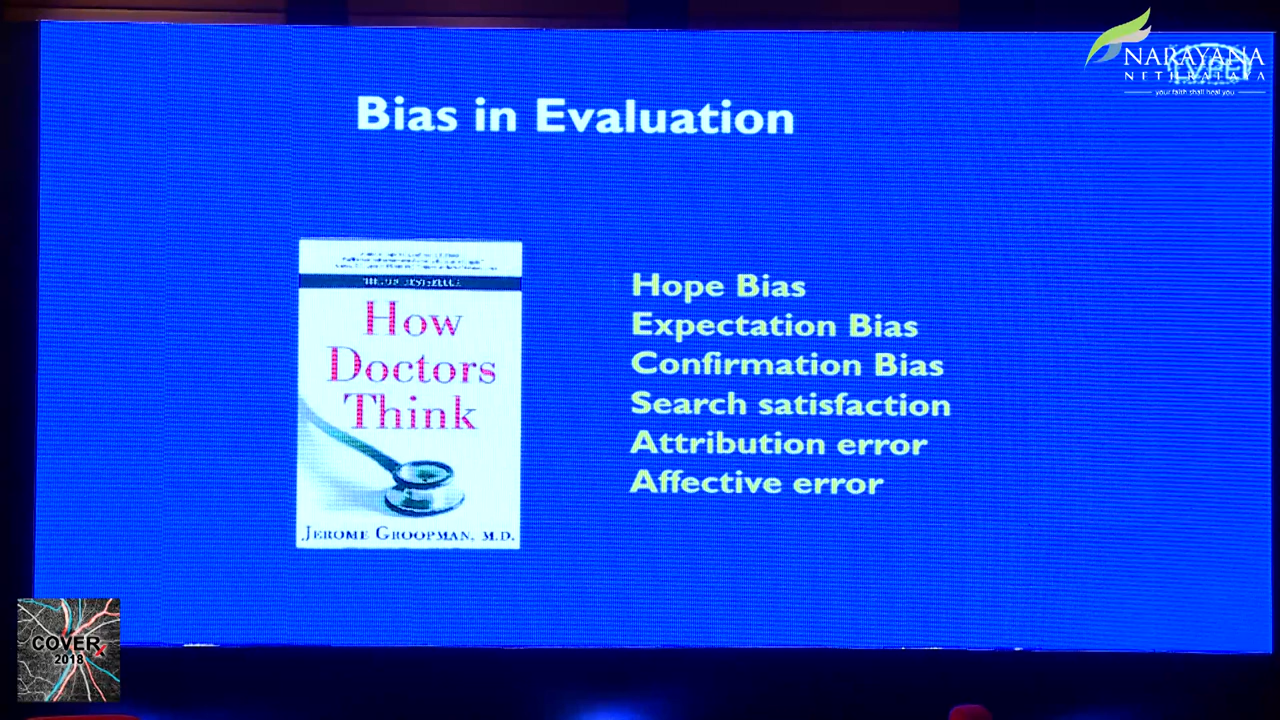 NARAYANA
NETHRALAYA
your faith shall heal you
Bias in Evaluation
How
Doctors
Think
JEROME GROOPMAN, M.D.
Hope Bias
Expectation Bias
Confirmation Bias
Search satisfaction
Attribution error
Affective error
COVER
2018